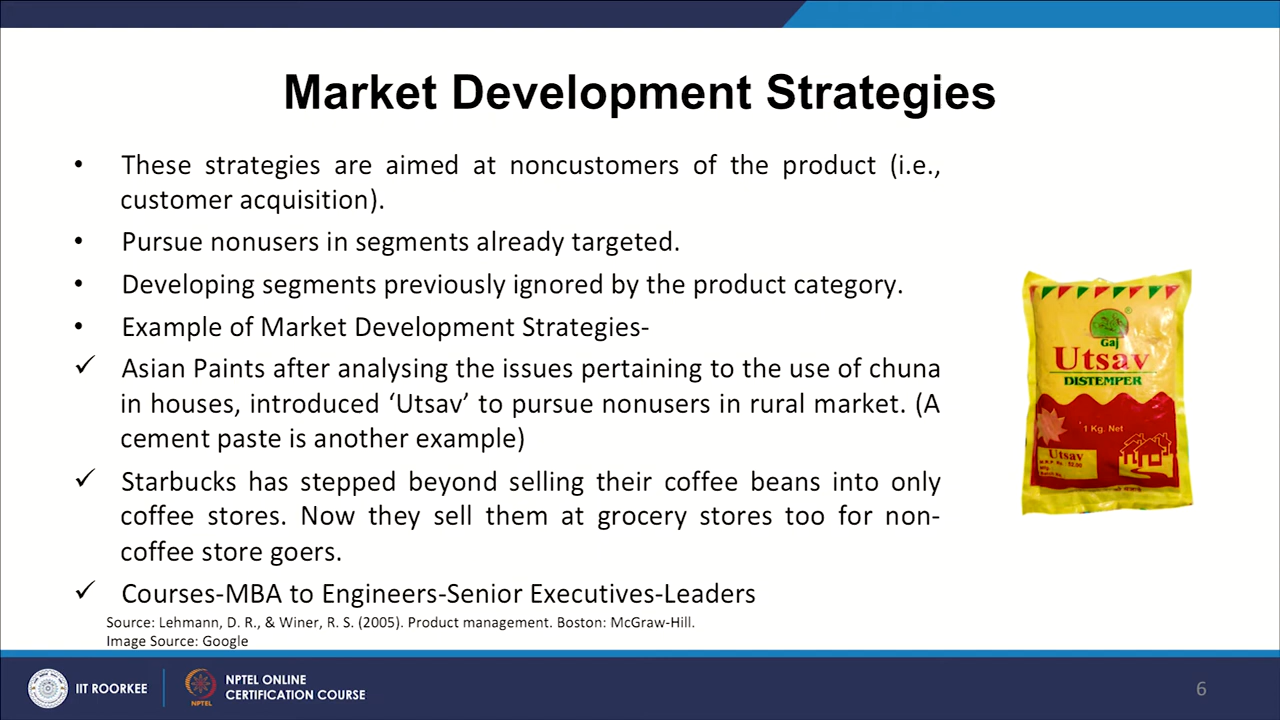 Market Development Strategies
• These strategies are aimed at noncustomers of the product (i.e.,
customer acquisition).
• Pursue nonusers in segments already targeted.
• Developing segments previously ignored by the product category.
• Example of Market Development Strategies-
✓ Asian Paints after analysing the issues pertaining to the use of chuna
in houses, introduced ‘Utsav’ to pursue nonusers in rural market. (A
cement paste is another example)
✓ Starbucks has stepped beyond selling their coffee beans into only
coffee stores. Now they sell them at grocery stores too for non-
coffee store goers.
✓ Courses-MBA to Engineers-Senior Executives-Leaders
Gaj
Utsav
DISTEMPER
1 Kg. Net
Utsav
Source: Lehmann, D. R., & Winer, R. S. (2005). Product management. Boston: McGraw-Hill.
Image Source: Google
IIT ROORKEE
NPTEL
NPTEL ONLINE
CERTIFICATION COURSE
6